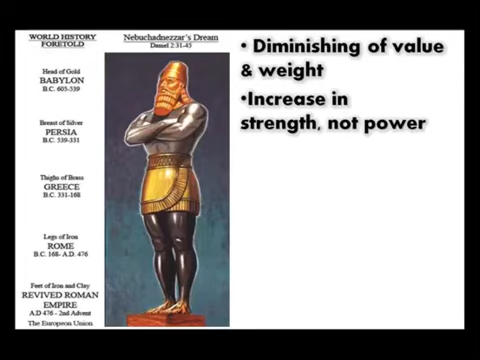 WORLD HISTORY
FORETOLD
Nebuchadnezzar's Dream
Daniel 2:31-45
Head of Gold
BABYLON
B.C. 605-539
Breast of Silver
PERSIA
B.C. 539-331
Thighs of Brass
GREECE
B.C. 331-168
Legs of Iron
ROME
B.C. 168- A.D. 476
Feet of Iron and Clay
REVIVED ROMAN
EMPIRE
A.D 476 - 2nd Advent
The European Union
• Diminishing of value
& weight
•Increase in
strength, not power